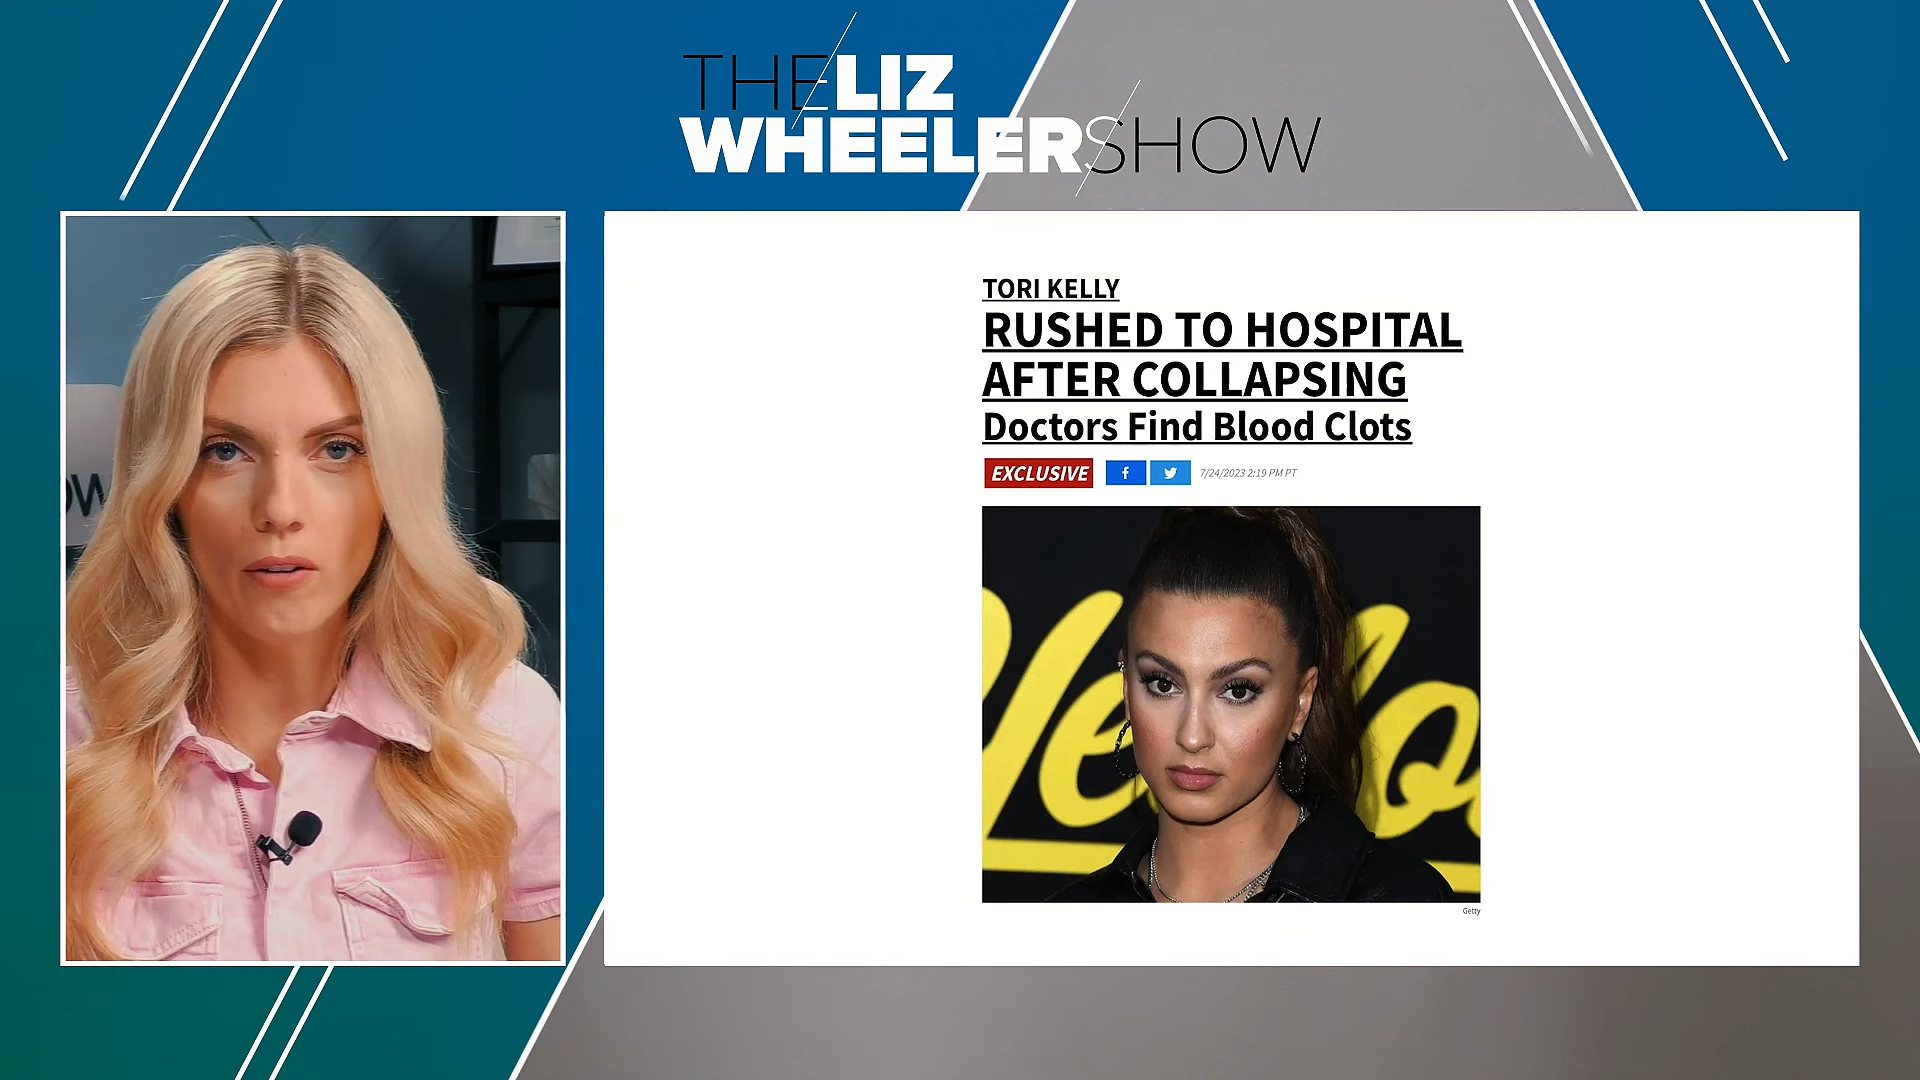 THE LIZ
WHEELER SHOW
OW
TORI KELLY
RUSHED TO HOSPITAL
AFTER COLLAPSING
Doctors Find Blood Clots
EXCLUSIVE
7/24/2023 2:19 PM PT
Getty